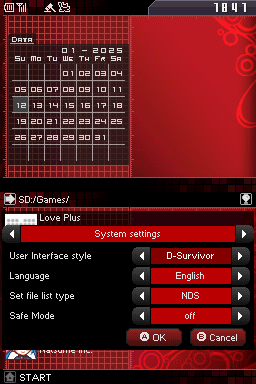 1841
DATA
01 - 2025
Su Mo Tu We Th Fr Sa
01 02 03 04
05 06 07 08 09 10 11
12 13 14 15 16 17 18
19 20 21 22 23 24 25
26 27 28 29 30 31
SD:/Games/
Love Plus
System settings
User Interface style D-Survivor
Language English
Set file list type NDS
Safe Mode off
A OK B Cancel
Natsume Inc.
START